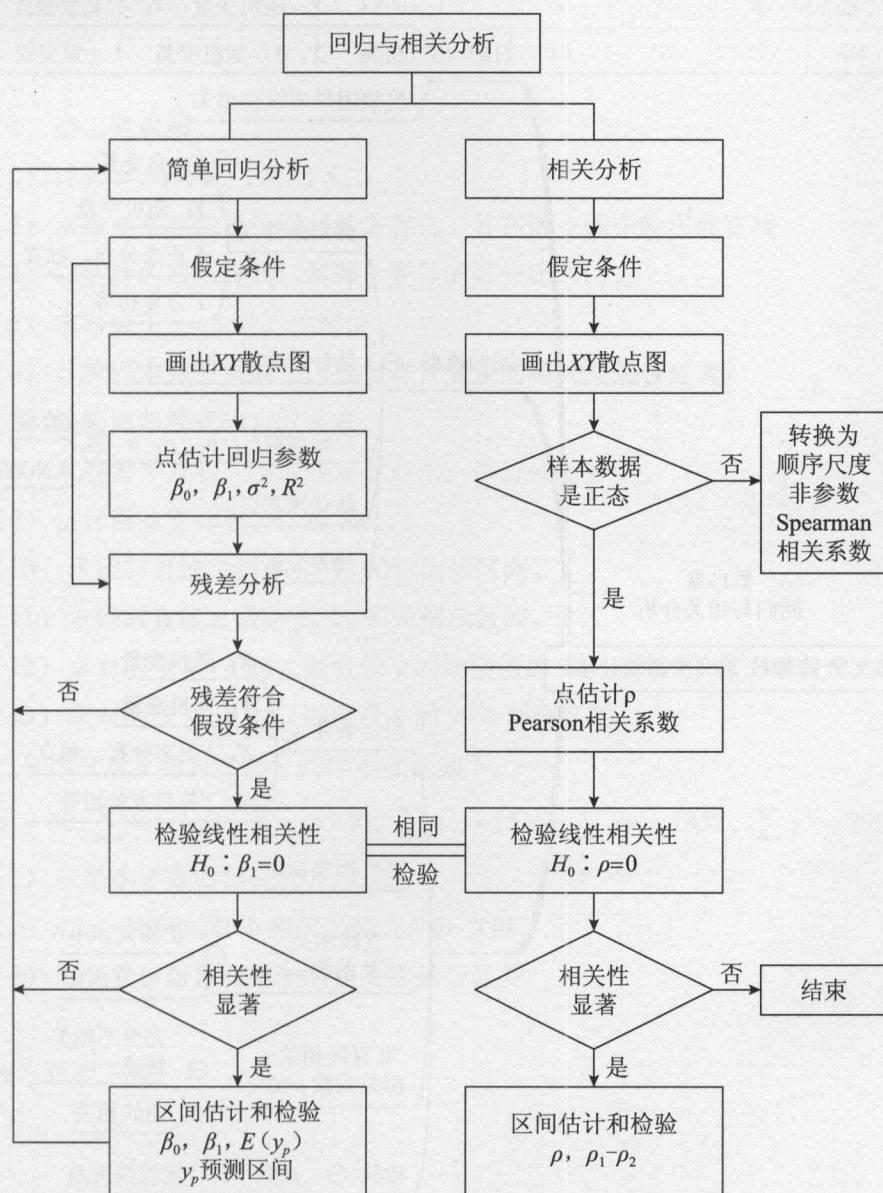 回归与相关分析
简单回归分析
假定条件
画出XY散点图
点估计回归参数
β₀, β₁, σ², R²
残差分析
残差符合
假设条件
否
是
检验线性相关性
H₀：β₁=0
相关性
显著
否
是
区间估计和检验
β₀, β₁, E(yₚ)
yₚ预测区间
相同
检验
相关分析
假定条件
画出XY散点图
样本数据
是正态
否
转换为
顺序尺度
非参数
Spearman
相关系数
是
点估计ρ
Pearson相关系数
检验线性相关性
H₀：ρ=0
相关性
显著
否
结束
是
区间估计和检验
ρ, ρ₁-ρ₂